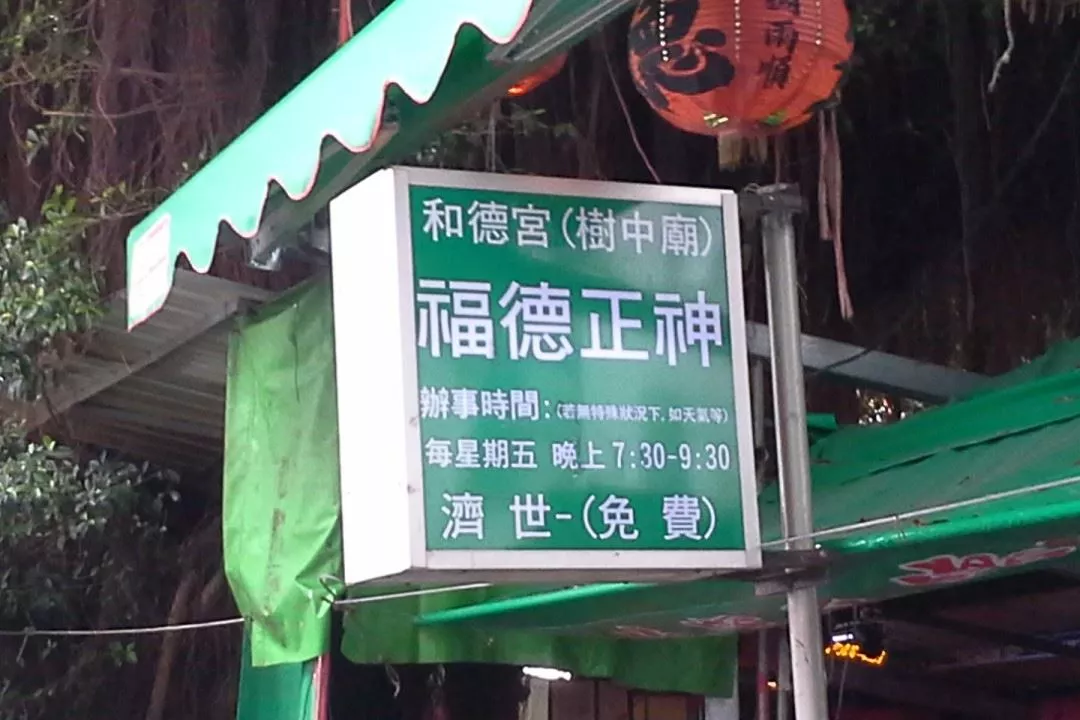 雨順
和德宮(樹中廟)
福德正神
辦事時間:(若無特殊狀況下,如天氣等)
每星期五 晚上7:30-9:30
濟 世-(免 費)